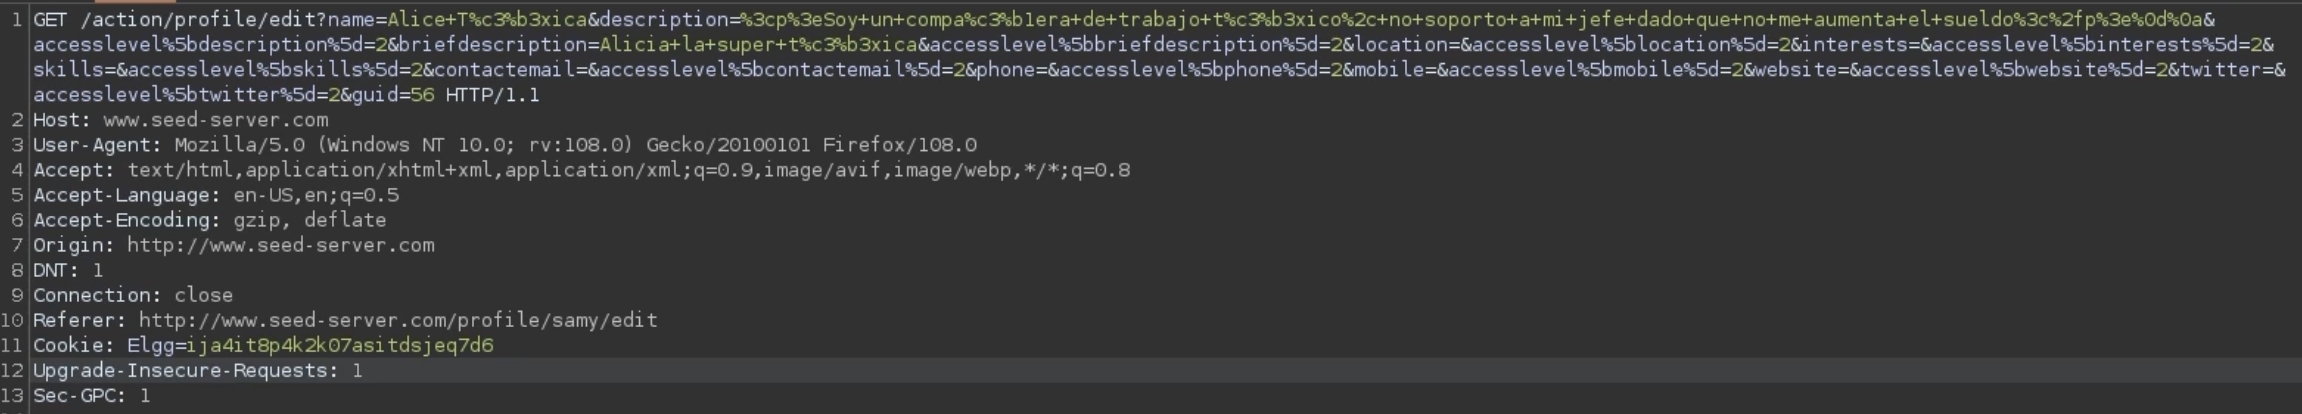 1 GET /action/profile/edit?name=Alice+T%c3%b3xica&description=%3cp%3eSoy+un+compa%c3%b1era+de+trabajo+t%c3%b3xico%2c+no+soporto+a+mi+jefe+dado+que+no+me+aumenta+el+sueldo%3c%2fp%3e%0d%0a&
accesslevel%5bdescription%5d=2&briefdescription=Alicia+la+super+t%c3%b3xica&accesslevel%5bbriefdescription%5d=2&location=&accesslevel%5blocation%5d=2&interests=&accesslevel%5binterests%5d=2&
skills=&accesslevel%5bskills%5d=2&contactemail=&accesslevel%5bcontactemail%5d=2&phone=&accesslevel%5bphone%5d=2&mobile=&accesslevel%5bmobile%5d=2&website=&accesslevel%5bwebsite%5d=2&twitter=&
accesslevel%5btwitter%5d=2&guid=56 HTTP/1.1
2 Host: www.seed-server.com
3 User-Agent: Mozilla/5.0 (Windows NT 10.0; rv:108.0) Gecko/20100101 Firefox/108.0
4 Accept: text/html,application/xhtml+xml,application/xml;q=0.9,image/avif,image/webp,*/*;q=0.8
5 Accept-Language: en-US,en;q=0.5
6 Accept-Encoding: gzip, deflate
7 Origin: http://www.seed-server.com
8 DNT: 1
9 Connection: close
10 Referer: http://www.seed-server.com/profile/samy/edit
11 Cookie: Elgg=ija4it8p4k2k07asitdsjeq7d6
12 Upgrade-Insecure-Requests: 1
13 Sec-GPC: 1